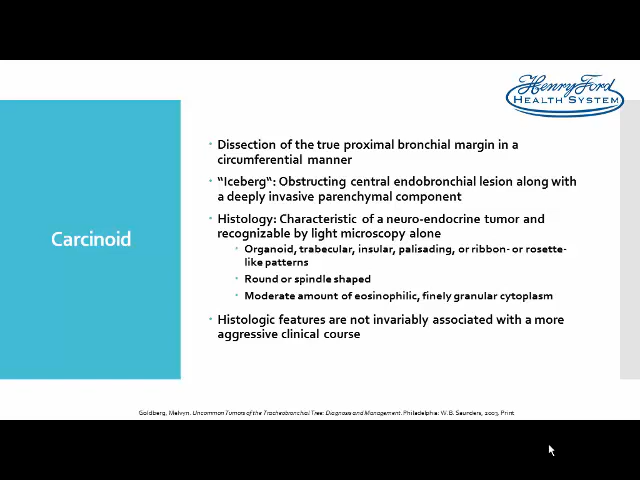 Henry Ford
HEALTH SYSTEM
Carcinoid
Dissection of the true proximal bronchial margin in a
circumferential manner
"Iceberg": Obstructing central endobronchial lesion along with
a deeply invasive parenchymal component
Histology: Characteristic of a neuro-endocrine tumor and
recognizable by light microscopy alone
Organoid, trabecular, insular, palisading, or ribbon- or rosette-
like patterns
Round or spindle shaped
Moderate amount of eosinophilic, finely granular cytoplasm
Histologic features are not invariably associated with a more
aggressive clinical course
Goldberg, Melvyn. Uncommon Tumors of the Tracheobronchial Tree: Diagnosis and Management. Philadelphia: W.B. Saunders, 2003. Print